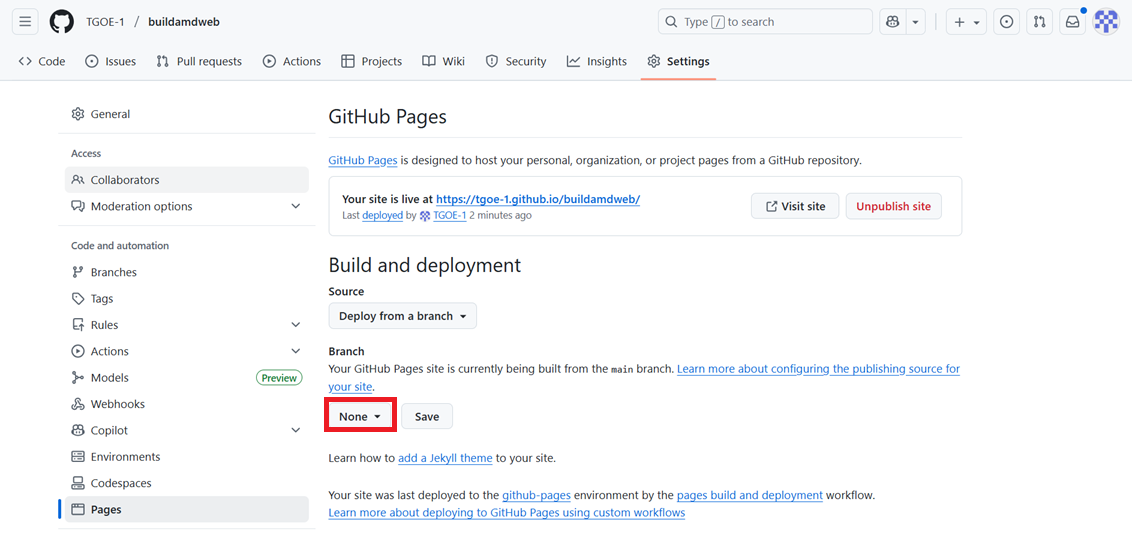 TGOE-1 / buildamdweb
Type / to search
Code
Issues
Pull requests
Actions
Projects
Wiki
Security
Insights
Settings
General
Access
Collaborators
Moderation options
Code and automation
Branches
Tags
Rules
Actions
Models Preview
Webhooks
Copilot
Environments
Codespaces
Pages
GitHub Pages
GitHub Pages is designed to host your personal, organization, or project pages from a GitHub repository.
Your site is live at https://tgoe-1.github.io/buildamdweb/
Last deployed by TGOE-1 2 minutes ago
Visit site
Unpublish site
Build and deployment
Source
Deploy from a branch
Branch
Your GitHub Pages site is currently being built from the main branch. Learn more about configuring the publishing source for
your site.
None
Save
Learn how to add a Jekyll theme to your site.
Your site was last deployed to the github-pages environment by the pages build and deployment workflow.
Learn more about deploying to GitHub Pages using custom workflows